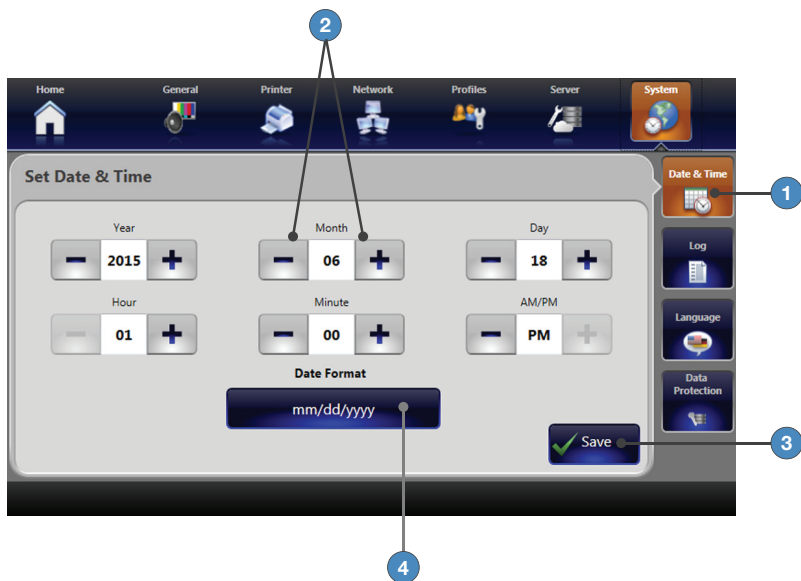 2
Home General Printer Network Profiles Server System
Set Date & Time
Date & Time
1
Year Month Day
2015 06 18
Log
Hour Minute AM/PM
01 00 PM
Language
Date Format
mm/dd/yyyy
Data
Protection
Save
3
4